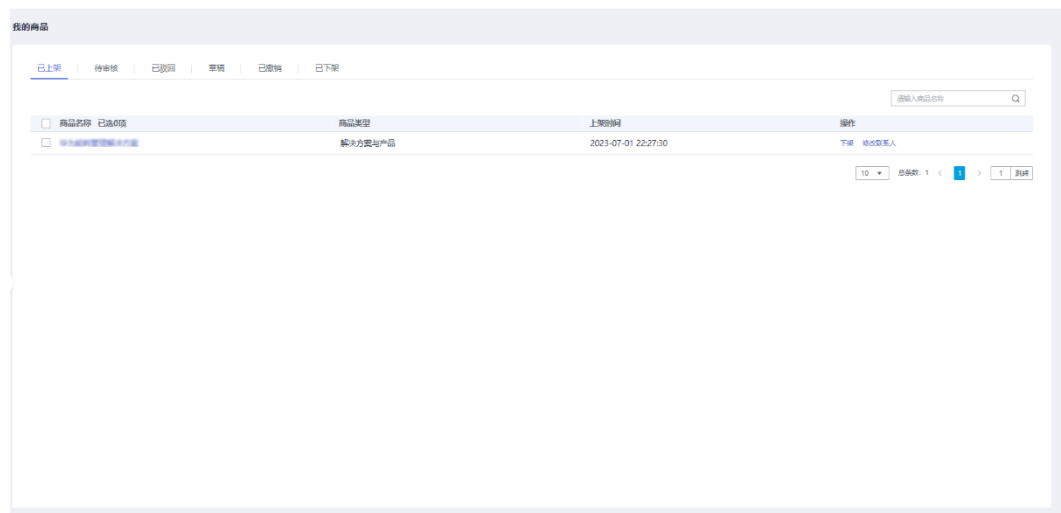 我的商品
已上架 待审核 已驳回 草稿 已撤销 已下架
请输入商品名称
商品名称 已选0项 商品类型 上架时间 操作
解决方案与产品 2023-07-01 22:27:30 下架 修改联系人
10 总条数: 1 < 1 > 1 跳转